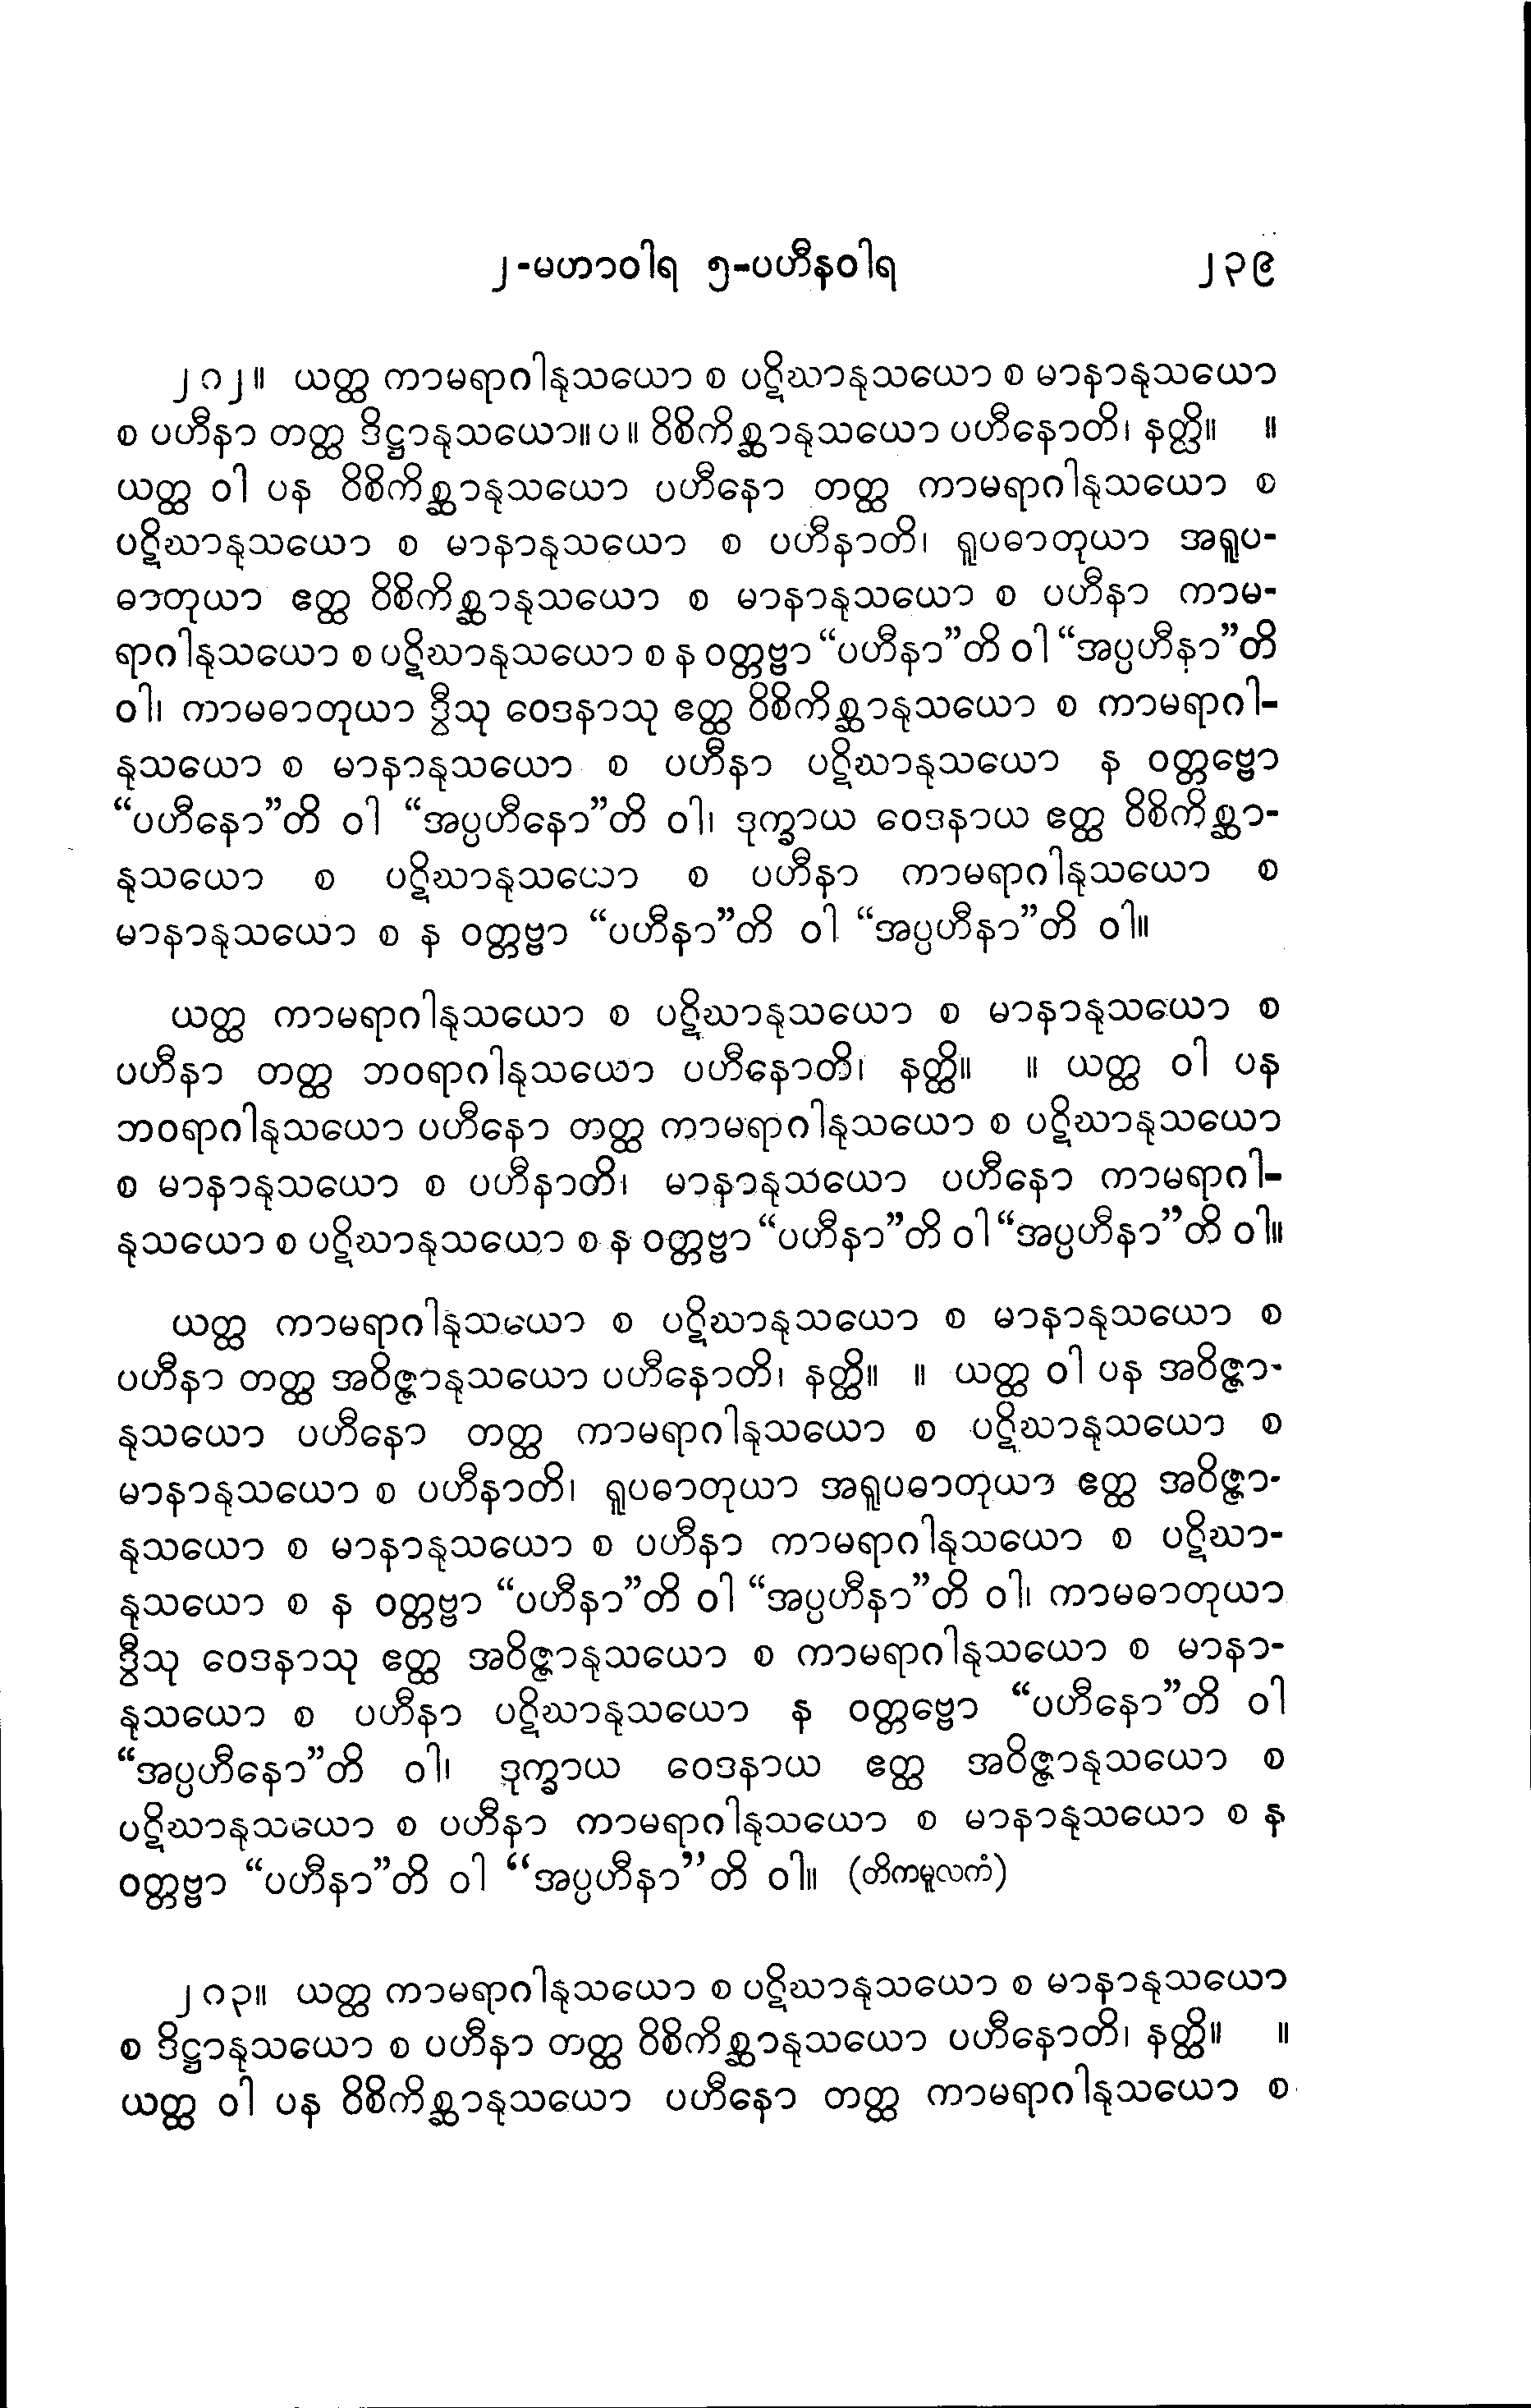 ၂-မဟာဝါရ ၅-ပဟီနဝါရ ၂၃၉
၂၀၂။ ယတ္ထ ကာမရာဂါနုသယော စ ပဋိဃာနုသယော စ မာနာနုသယော
စ ပဟီနာ တတ္ထ ဒိဋ္ဌာနုသယော။ ပ ။ ဝိစိကိစ္ဆာနုသယော ပဟီနောတိ၊ နတ္ထိ။ ။
ယတ္ထ ဝါ ပန ဝိစိကိစ္ဆာနုသယော ပဟီနော တတ္ထ ကာမရာဂါနုသယော စ
ပဋိဃာနုသယော စ မာနာနုသယော စ ပဟီနာတိ၊ ရူပဓာတုယာ အရူပ-
ဓာတုယာ ဧတ္ထ ဝိစိကိစ္ဆာနုသယော စ မာနာနုသယော စ ပဟီနာ ကာမ-
ရာဂါနုသယော စ ပဋိဃာနုသယော စ န ဝတ္တဗ္ဗာ “ပဟီနာ”တိ ဝါ “အပ္ပဟီနာ”တိ
ဝါ၊ ကာမဓာတုယာ ဒွီသု ဝေဒနာသု ဧတ္ထ ဝိစိကိစ္ဆာနုသယော စ ကာမရာဂါ-
နုသယော စ မာနာနုသယော စ ပဟီနာ ပဋိဃာနုသယော န ဝတ္တဗ္ဗော
“ပဟီနော”တိ ဝါ “အပ္ပဟီနော”တိ ဝါ၊ ဒုက္ခာယ ဝေဒနာယ ဧတ္ထ ဝိစိကိစ္ဆာ-
နုသယော စ ပဋိဃာနုသယော စ ပဟီနာ ကာမရာဂါနုသယော စ
မာနာနုသယော စ န ဝတ္တဗ္ဗာ “ပဟီနာ”တိ ဝါ “အပ္ပဟီနာ”တိ ဝါ။
ယတ္ထ ကာမရာဂါနုသယော စ ပဋိဃာနုသယော စ မာနာနုသယော စ
ပဟီနာ တတ္ထ ဘဝရာဂါနုသယော ပဟီနောတိ၊ နတ္ထိ။ ။ ယတ္ထ ဝါ ပန
ဘဝရာဂါနုသယော ပဟီနော တတ္ထ ကာမရာဂါနုသယော စ ပဋိဃာနုသယော
စ မာနာနုသယော စ ပဟီနာတိ၊ မာနာနုသယော ပဟီနော ကာမရာဂါ-
နုသယော စ ပဋိဃာနုသယော စ န ဝတ္တဗ္ဗာ “ပဟီနာ”တိ ဝါ “အပ္ပဟီနာ”တိ ဝါ။
ယတ္ထ ကာမရာဂါနုသယော စ ပဋိဃာနုသယော စ မာနာနုသယော စ
ပဟီနာ တတ္ထ အဝိဇ္ဇာနုသယော ပဟီနောတိ၊ နတ္ထိ။ ။ ယတ္ထ ဝါ ပန အဝိဇ္ဇာ-
နုသယော ပဟီနော တတ္ထ ကာမရာဂါနုသယော စ ပဋိဃာနုသယော စ
မာနာနုသယော စ ပဟီနာတိ၊ ရူပဓာတုယာ အရူပဓာတုယာ ဧတ္ထ အဝိဇ္ဇာ-
နုသယော စ မာနာနုသယော စ ပဟီနာ ကာမရာဂါနုသယော စ ပဋိဃာ-
နုသယော စ န ဝတ္တဗ္ဗာ “ပဟီနာ”တိ ဝါ “အပ္ပဟီနာ”တိ ဝါ၊ ကာမဓာတုယာ
ဒွီသု ဝေဒနာသု ဧတ္ထ အဝိဇ္ဇာနုသယော စ ကာမရာဂါနုသယော စ မာနာ-
နုသယော စ ပဟီနာ ပဋိဃာနုသယော န ဝတ္တဗ္ဗော “ပဟီနော”တိ ဝါ
“အပ္ပဟီနော”တိ ဝါ၊ ဒုက္ခာယ ဝေဒနာယ ဧတ္ထ အဝိဇ္ဇာနုသယော စ
ပဋိဃာနုသယော စ ပဟီနာ ကာမရာဂါနုသယော စ မာနာနုသယော စ န
ဝတ္တဗ္ဗာ “ပဟီနာ”တိ ဝါ “အပ္ပဟီနာ”တိ ဝါ။ (တိကမူလကံ)
၂၀၃။ ယတ္ထ ကာမရာဂါနုသယော စ ပဋိဃာနုသယော စ မာနာနုသယော
စ ဒိဋ္ဌာနုသယော စ ပဟီနာ တတ္ထ ဝိစိကိစ္ဆာနုသယော ပဟီနောတိ၊ နတ္ထိ။ ။
ယတ္ထ ဝါ ပန ဝိစိကိစ္ဆာနုသယော ပဟီနော တတ္ထ ကာမရာဂါနုသယော စ